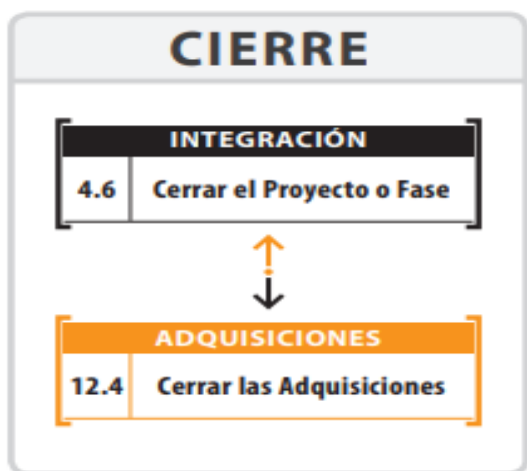 CIERRE
INTEGRACIÓN
4.6 Cerrar el Proyecto o Fase
ADQUISICIONES
12.4 Cerrar las Adquisiciones